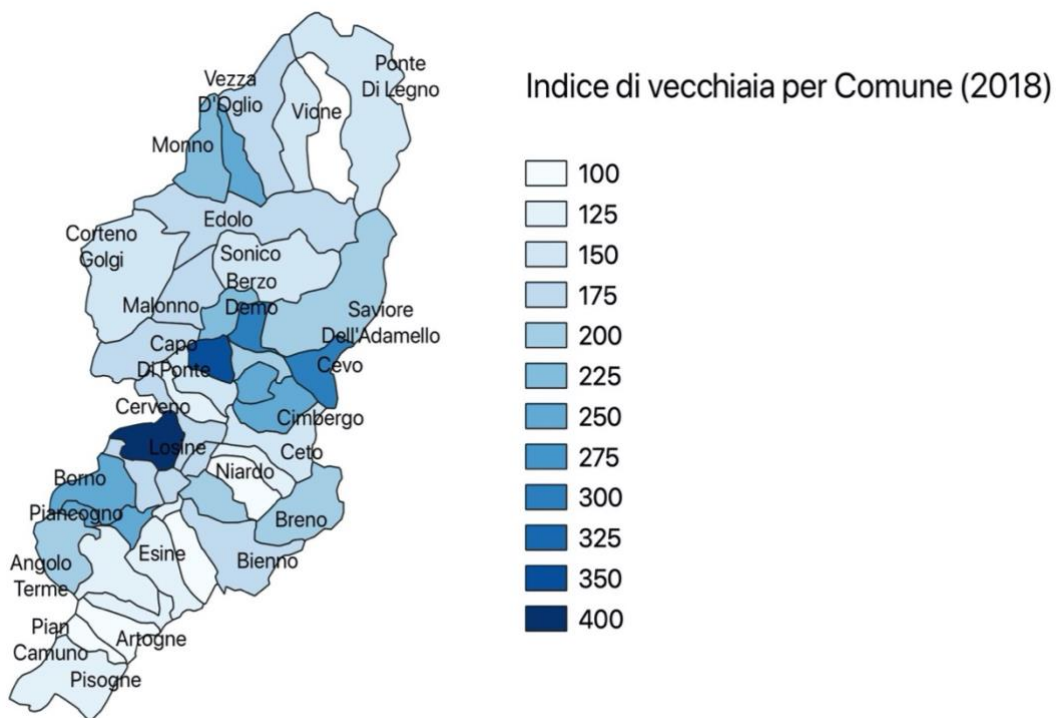 Indice di vecchiaia per Comune (2018)
100
125
150
175
200
225
250
275
300
325
350
400
Ponte
Di Legno
Vezza
D'Oglio
Vione
Monno
Edolo
Corteno
Golgi
Sonico
Berzo
Demo
Malonno
Saviore
Dell'Adamello
Capo
Di Ponte
Cevo
Cerveno
Cimbergo
Losine
Ceto
Niardo
Borno
Piancogno
Breno
Esine
Bienno
Angolo
Terme
Pian
Camuno
Artogne
Pisogne